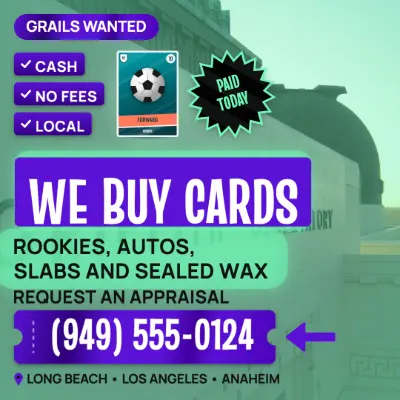 GRAILS WANTED
CASH
NO FEES
LOCAL
FORWARD
PAID
TODAY
WE BUY CARDS
ROOKIES, AUTOS,
SLABS AND SEALED WAX
REQUEST AN APPRAISAL
(949) 555-0124
LONG BEACH • LOS ANGELES • ANAHEIM